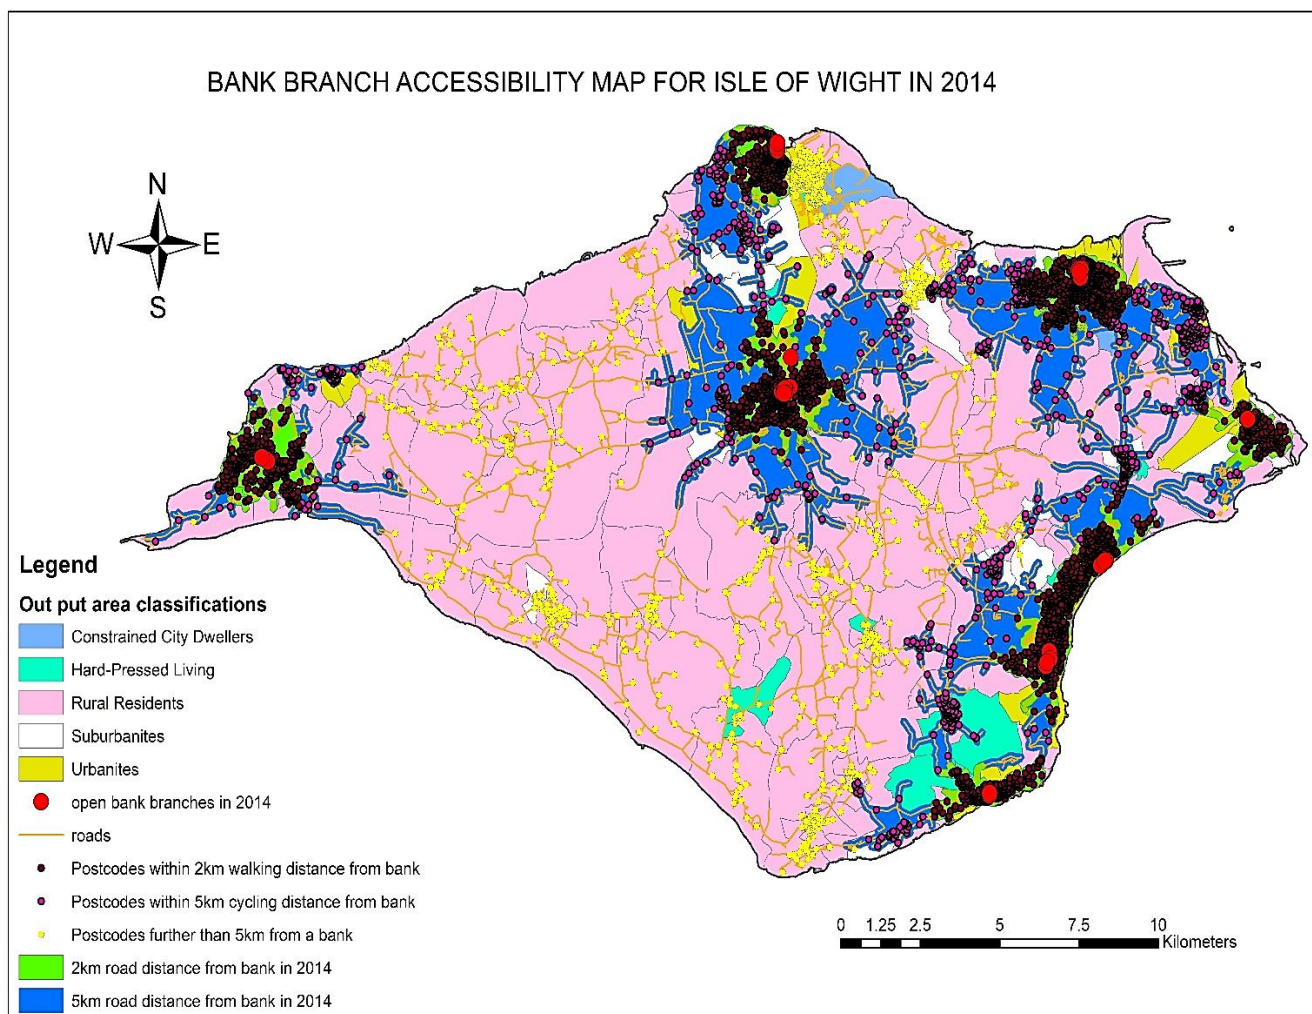 BANK BRANCH ACCESSIBILITY MAP FOR ISLE OF WIGHT IN 2014
N
W E
S
Legend
Out put area classifications
Constrained City Dwellers
Hard-Pressed Living
Rural Residents
Suburbanites
Urbanites
open bank branches in 2014
roads
Postcodes within 2km walking distance from bank
Postcodes within 5km cycling distance from bank
Postcodes further than 5km from a bank
2km road distance from bank in 2014
5km road distance from bank in 2014
0 1.25 2.5 5 7.5 10
Kilometers